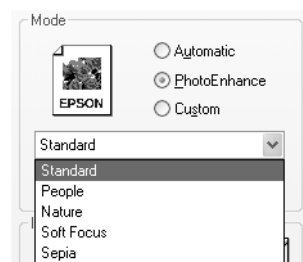 Mode
EPSON
Automatic
PhotoEnhance
Custom
Standard
Standard
People
Nature
Soft Focus
Sepia